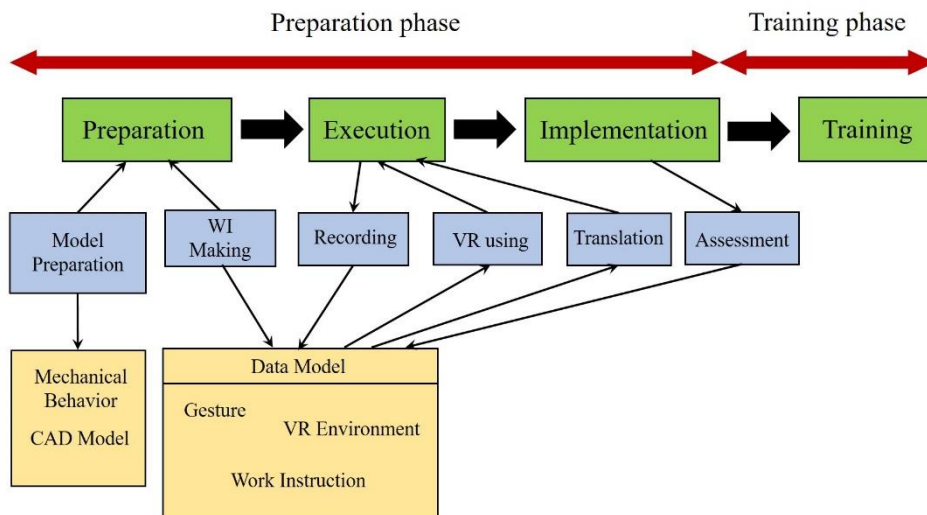 Preparation phase
Training phase
Preparation
Execution
Implementation
Training
Model
Preparation
WI
Making
Recording
VR using
Translation
Assessment
Mechanical
Behavior
CAD Model
Data Model
Gesture
VR Environment
Work Instruction